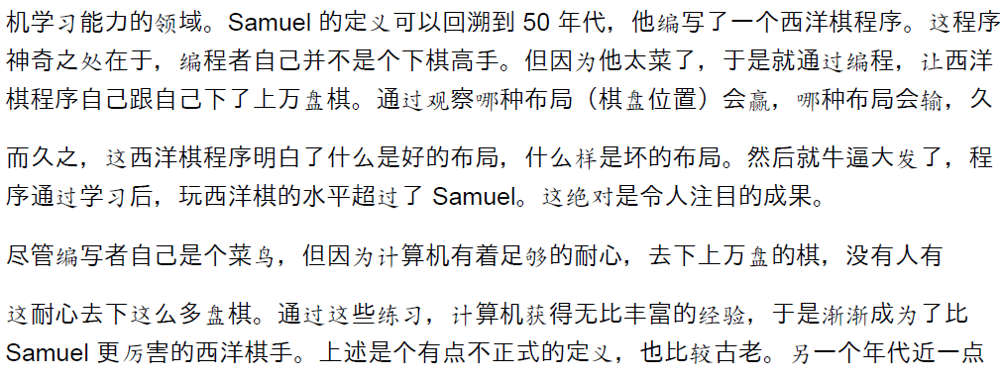 机学习能力的领域。Samuel 的定义可以回溯到 50 年代，他编写了一个西洋棋程序。这程序
神奇之处在于，编程者自己并不是个下棋高手。但因为他太菜了，于是就通过编程，让西洋
棋程序自己跟自己下了上万盘棋。通过观察哪种布局（棋盘位置）会赢，哪种布局会输，久
而久之，这西洋棋程序明白了什么是好的布局，什么样是坏的布局。然后就牛逼大发了，程
序通过学习后，玩西洋棋的水平超过了 Samuel。这绝对是令人注目的成果。
尽管编写者自己是个菜鸟，但因为计算机有着足够的耐心，去下上万盘的棋，没有人有
这耐心去下这么多盘棋。通过这些练习，计算机获得无比丰富的经验，于是渐渐成为了比
Samuel 更厉害的西洋棋手。上述是个有点不正式的定义，也比较古老。另一个年代近一点